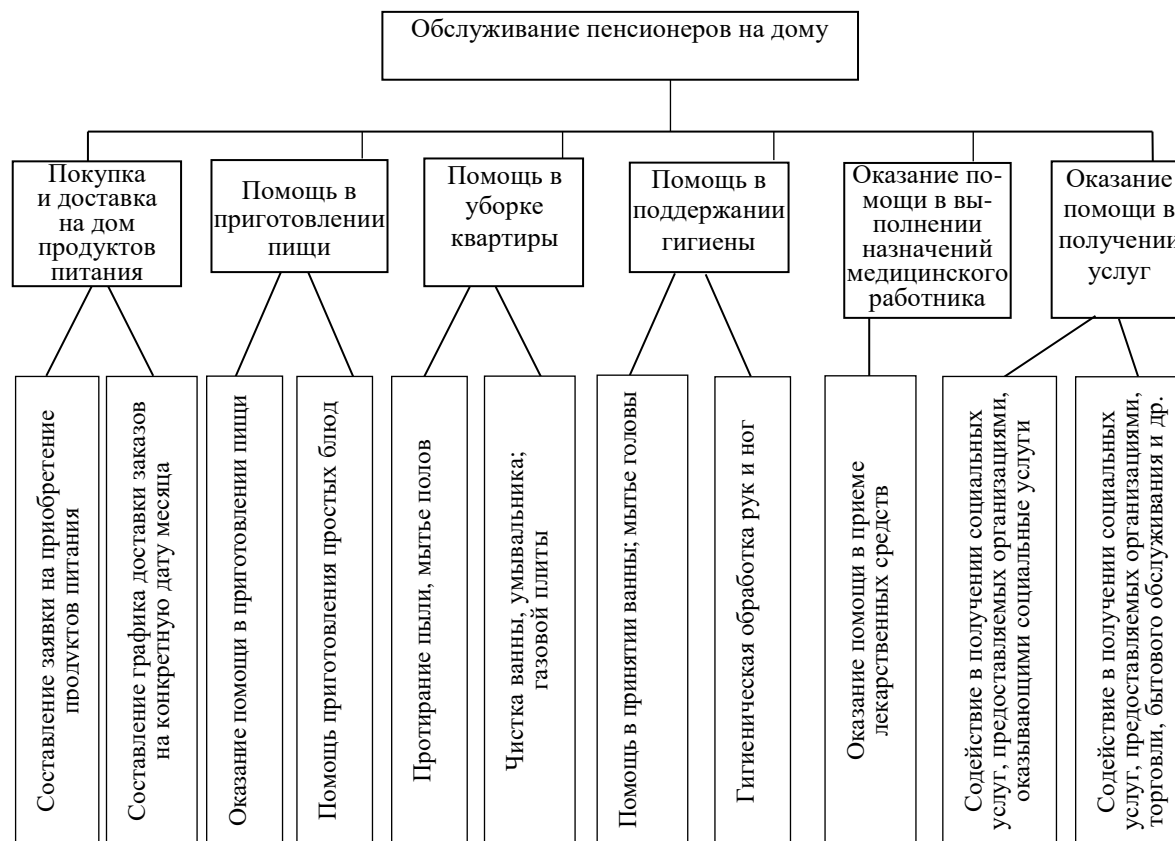 Обслуживание пенсионеров на дому
Покупка
и доставка
на дом
продуктов
питания
Помощь в
приготовлении
пищи
Помощь в
уборке
квартиры
Помощь в
поддержании
гигиены
Оказание по-
мощи в вы-
полнении
назначений
медицинского
работника
Оказание
помощи в
получении
услуг
Составление заявки на приобретение
продуктов питания
Составление графика доставки заказов
на конкретную дату месяца
Оказание помощи в приготовлении пищи
Помощь приготовления простых блюд
Протирание пыли, мытье полов
Чистка ванны, умывальника;
газовой плиты
Помощь в принятии ванны; мытье головы
Гигиеническая обработка рук и ног
Оказание помощи в приеме
лекарственных средств
Содействие в получении социальных
услуг, предоставляемых организациями,
оказывающими социальные услуги
Содействие в получении социальных
услуг, предоставляемых организациями,
торговли, бытового обслуживания и др.